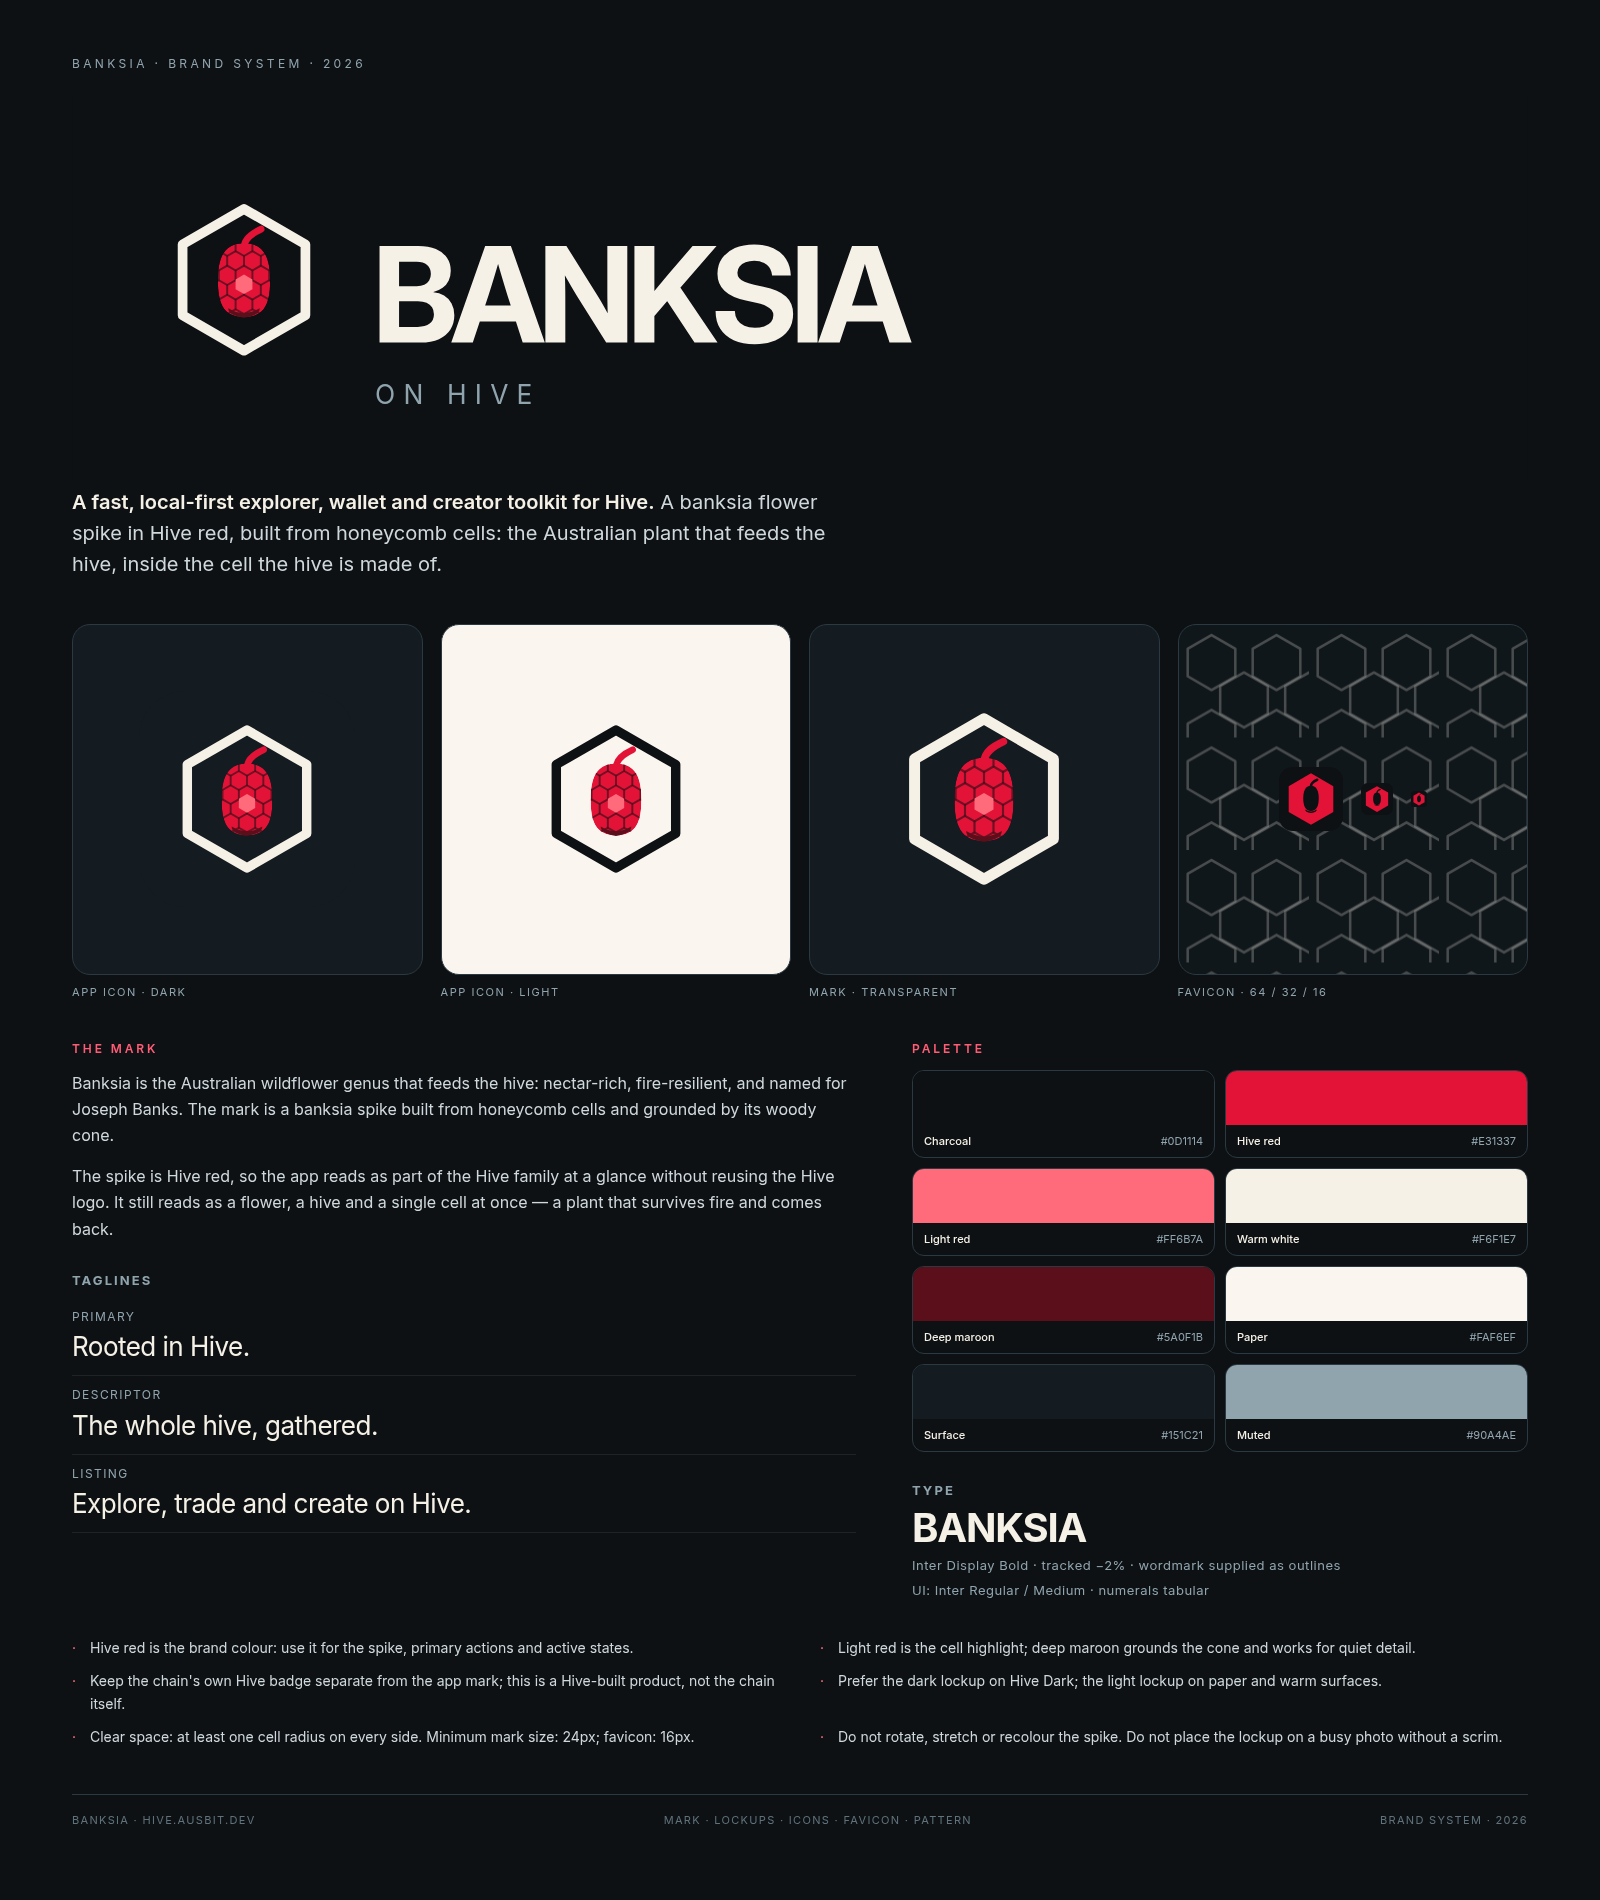 BANKSIA · BRAND SYSTEM · 2026
BANKSIA
ON HIVE
A fast, local-first explorer, wallet and creator toolkit for Hive. A banksia flower
spike in Hive red, built from honeycomb cells: the Australian plant that feeds the
hive, inside the cell the hive is made of.
APP ICON · DARK
APP ICON · LIGHT
MARK · TRANSPARENT
FAVICON · 64 / 32 / 16
THE MARK
Banksia is the Australian wildflower genus that feeds the hive: nectar-rich, fire-resilient, and named for
Joseph Banks. The mark is a banksia spike built from honeycomb cells and grounded by its woody
cone.
The spike is Hive red, so the app reads as part of the Hive family at a glance without reusing the Hive
logo. It still reads as a flower, a hive and a single cell at once — a plant that survives fire and comes
back.
TAGLINES
PRIMARY
Rooted in Hive.
DESCRIPTOR
The whole hive, gathered.
LISTING
Explore, trade and create on Hive.
PALETTE
Charcoal #0D1114
Hive red #E31337
Light red #FF6B7A
Warm white #F6F1E7
Deep maroon #5A0F1B
Paper #FAF6EF
Surface #151C21
Muted #90A4AE
TYPE
BANKSIA
Inter Display Bold · tracked −2% · wordmark supplied as outlines
UI: Inter Regular / Medium · numerals tabular
· Hive red is the brand colour: use it for the spike, primary actions and active states.
· Light red is the cell highlight; deep maroon grounds the cone and works for quiet detail.
· Keep the chain's own Hive badge separate from the app mark; this is a Hive-built product, not the chain
itself.
· Prefer the dark lockup on Hive Dark; the light lockup on paper and warm surfaces.
· Clear space: at least one cell radius on every side. Minimum mark size: 24px; favicon: 16px.
· Do not rotate, stretch or recolour the spike. Do not place the lockup on a busy photo without a scrim.
BANKSIA · HIVE.AUSBIT.DEV
MARK · LOCKUPS · ICONS · FAVICON · PATTERN
BRAND SYSTEM · 2026